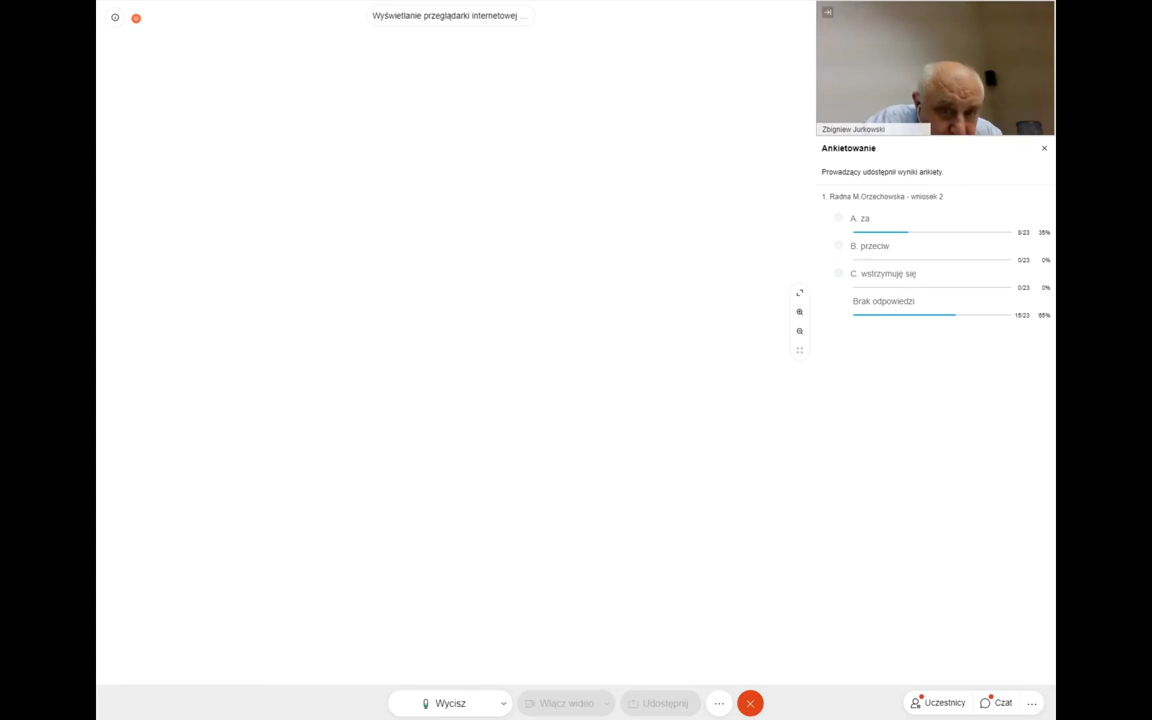 Wyświetlanie przeglądarki internetowej ...
Zbigniew Jurkowski
Ankietowanie
Prowadzący udostępnił wyniki ankiety.
1. Radna M.Orzechowska - wniosek 2
A. za
8/23 35%
B. przeciw
0/23 0%
C. wstrzymuję się
0/23 0%
Brak odpowiedzi
15/23 65%
Wycisz
Włącz wideo
Udostępnij
Uczestnicy
Czat